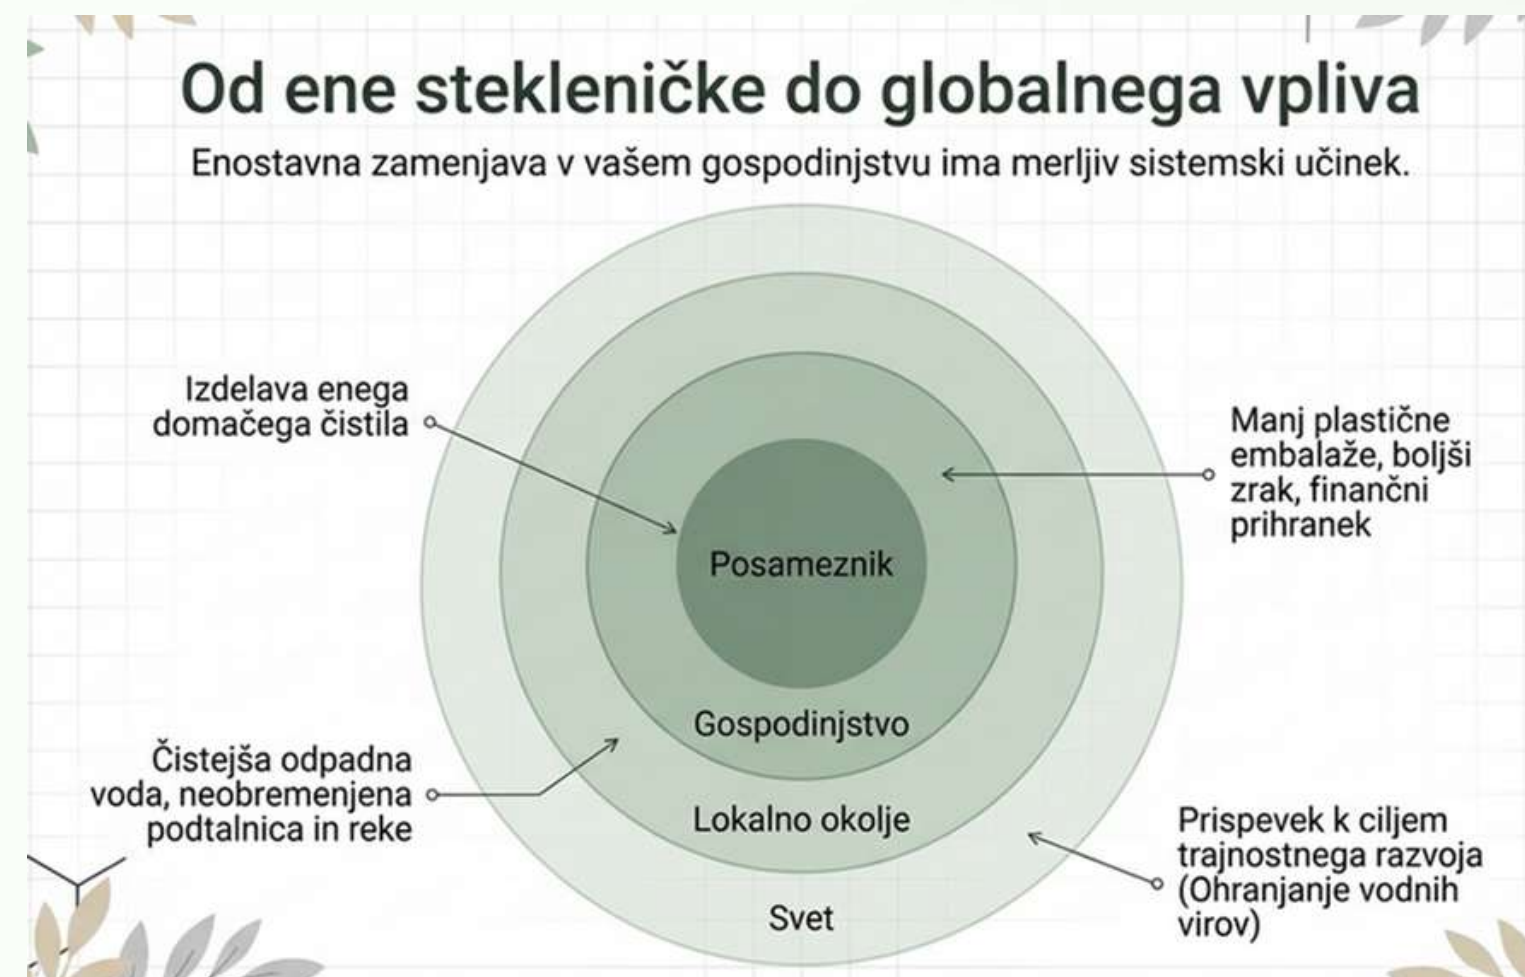 Od ene stekleničke do globalnega vpliva
Enostavna zamenjava v vašem gospodinjstvu ima merljiv sistemski učinek.
Izdelava enega
domačega čistila
Manj plastične
embalaže, boljši
zrak, finančni
prihranek
Posameznik
Gospodinjstvo
Čistejša odpadna
voda, neobremenjena
podtalnica in reke
Lokalno okolje
Prispevek k ciljem
trajnostnega razvoja
(Ohranjanje vodnih
virov)
Svet